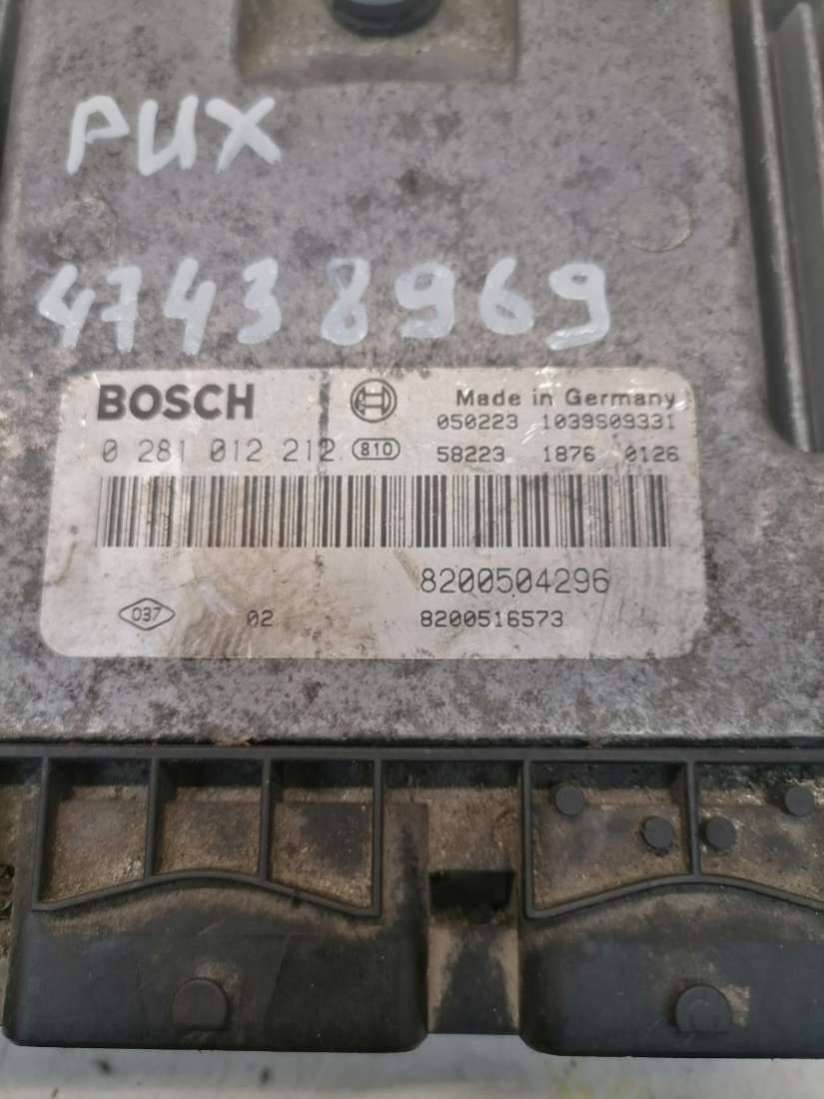 PUX
47438969
BOSCH
Made in Germany
050223 1039S09331
0 281 012 212 810
58223 1876 0126
8200504296
037 02 8200516573